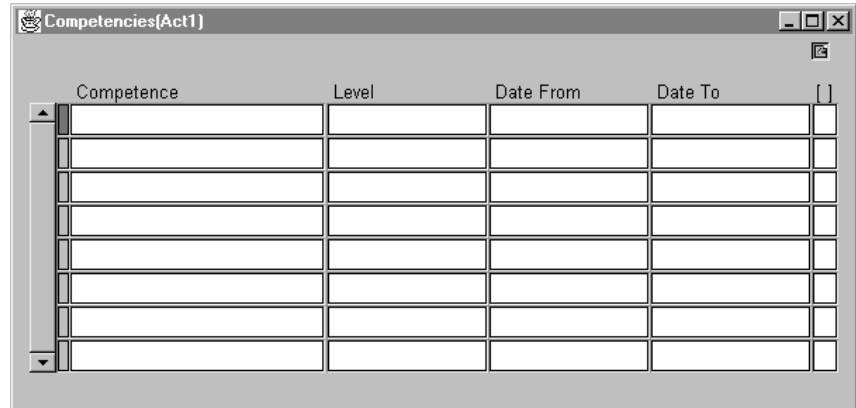 Competencies(Act1)
Competence Level Date From Date To [ ]